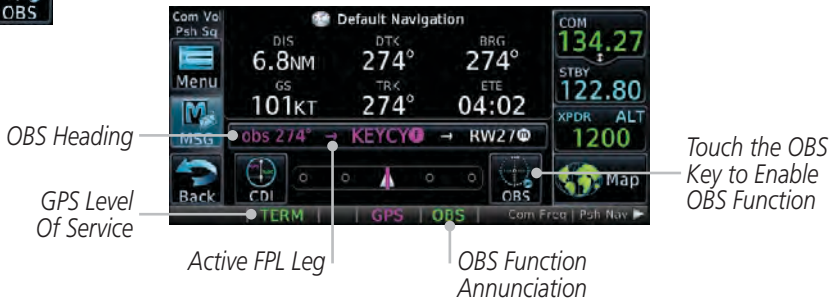 OBS
Com Vol
Psh Sq
Default Navigation
COM
134.27
DIS
DTK
BRG
6.8NM
274°
274°
STBY
122.80
Menu
GS
TRK
ETE
101KT
274°
04:02
XPDR ALT
1200
MSG
obs 274° → KEYCY f → RW27 m
Back
CDI
OBS
Map
TERM
GPS
OBS
Com Freq | Psh Nav
OBS Heading
GPS Level
Of Service
Active FPL Leg
OBS Function
Annunciation
Touch the OBS
Key to Enable
OBS Function